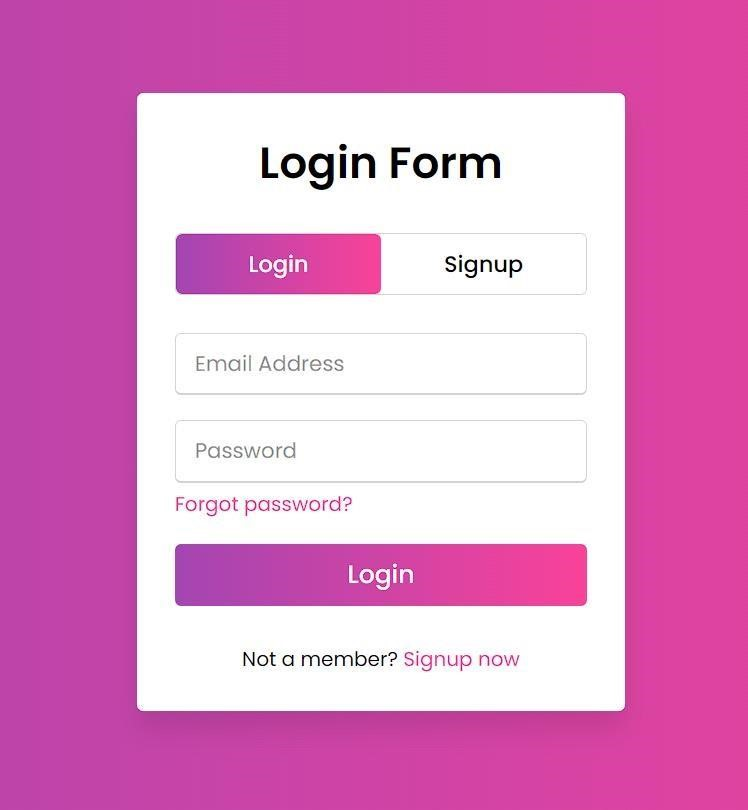 Login Form
Login Signup
Email Address
Password
Forgot password?
Login
Not a member? Signup now